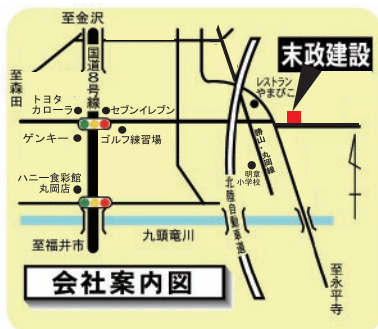 至金沢
末政建設
国道8号線
至森田
レストラン
やまびこ
トヨタ
カローラ
セブンイレブン
ゲンキー
ゴルフ練習場
勝山・丸岡線
ハニー食彩館
丸岡店
明章
小学校
北陸自動車道
至福井市
九頭竜川
至永平寺
会社案内図